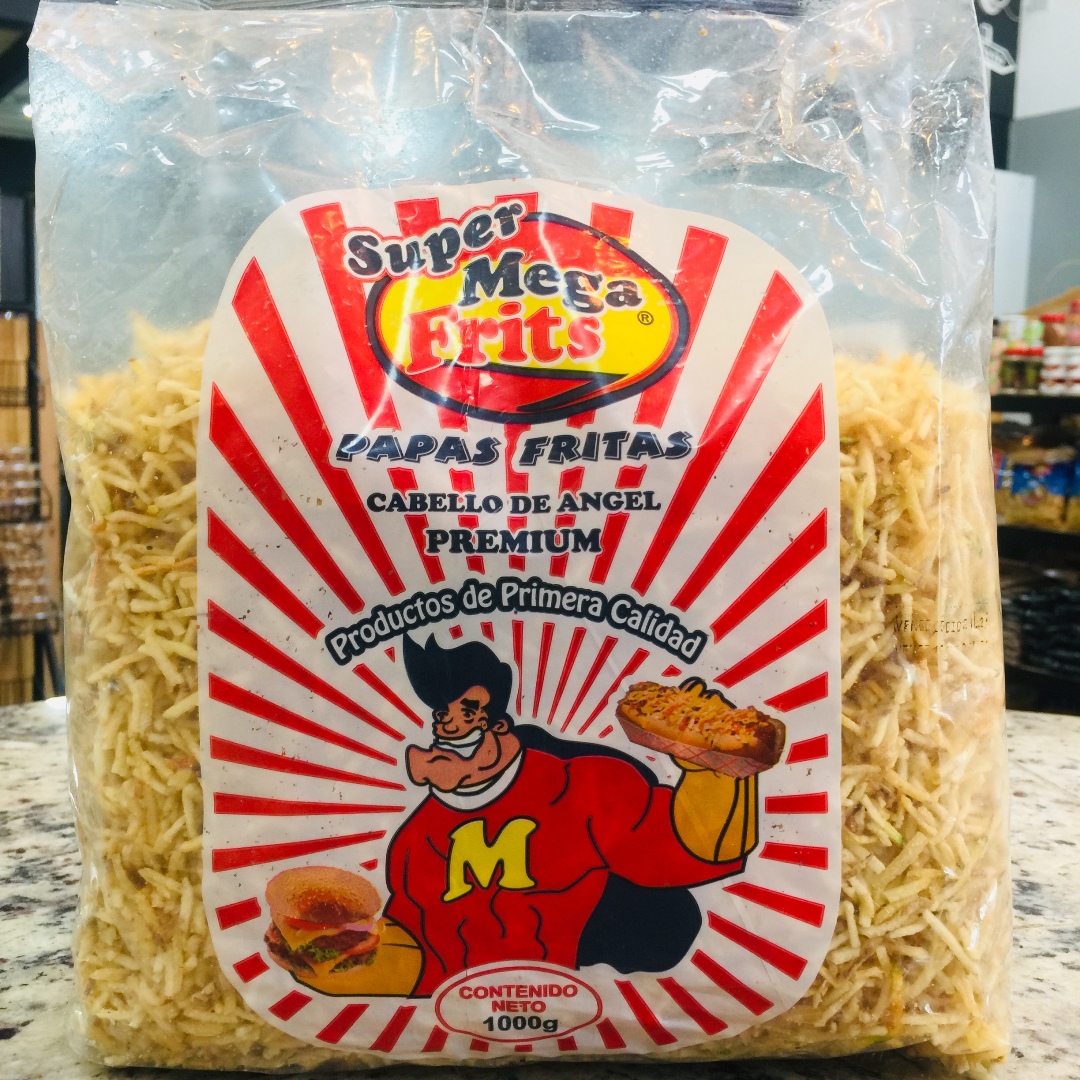 Super
Mega
Frits®
PAPAS FRITAS
CABELLO DE ANGEL
PREMIUM
Productos de Primera Calidad
M
CONTENIDO
NETO
1000g